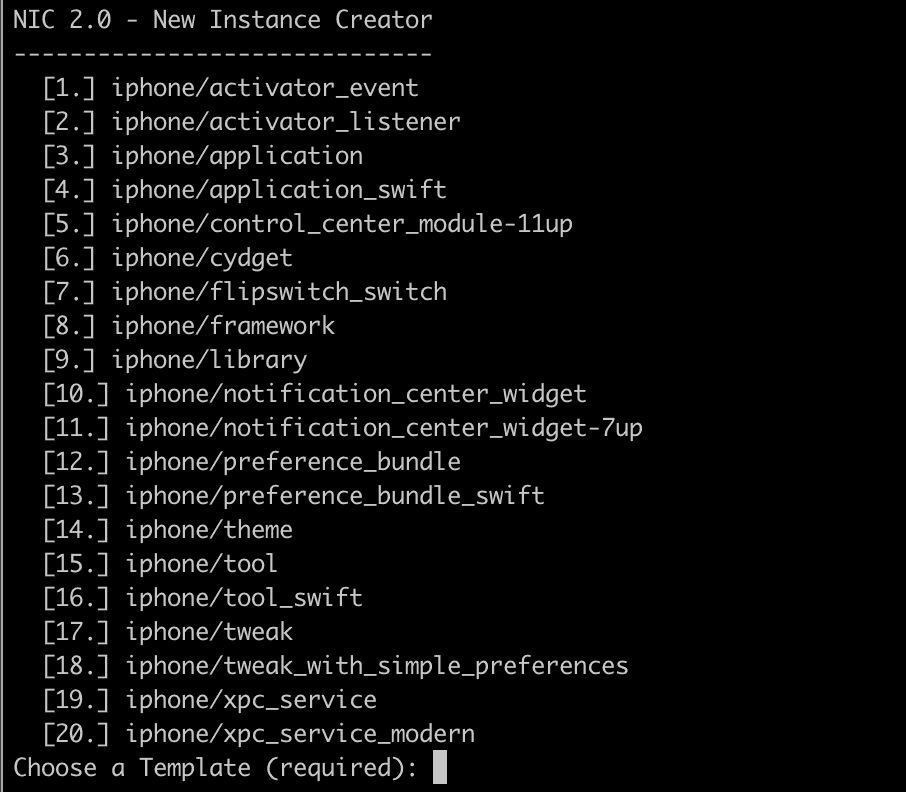 NIC 2.0 - New Instance Creator
------------------------------
[1.] iphone/activator_event
[2.] iphone/activator_listener
[3.] iphone/application
[4.] iphone/application_swift
[5.] iphone/control_center_module-11up
[6.] iphone/cydget
[7.] iphone/flipswitch_switch
[8.] iphone/framework
[9.] iphone/library
[10.] iphone/notification_center_widget
[11.] iphone/notification_center_widget-7up
[12.] iphone/preference_bundle
[13.] iphone/preference_bundle_swift
[14.] iphone/theme
[15.] iphone/tool
[16.] iphone/tool_swift
[17.] iphone/tweak
[18.] iphone/tweak_with_simple_preferences
[19.] iphone/xpc_service
[20.] iphone/xpc_service_modern
Choose a Template (required):